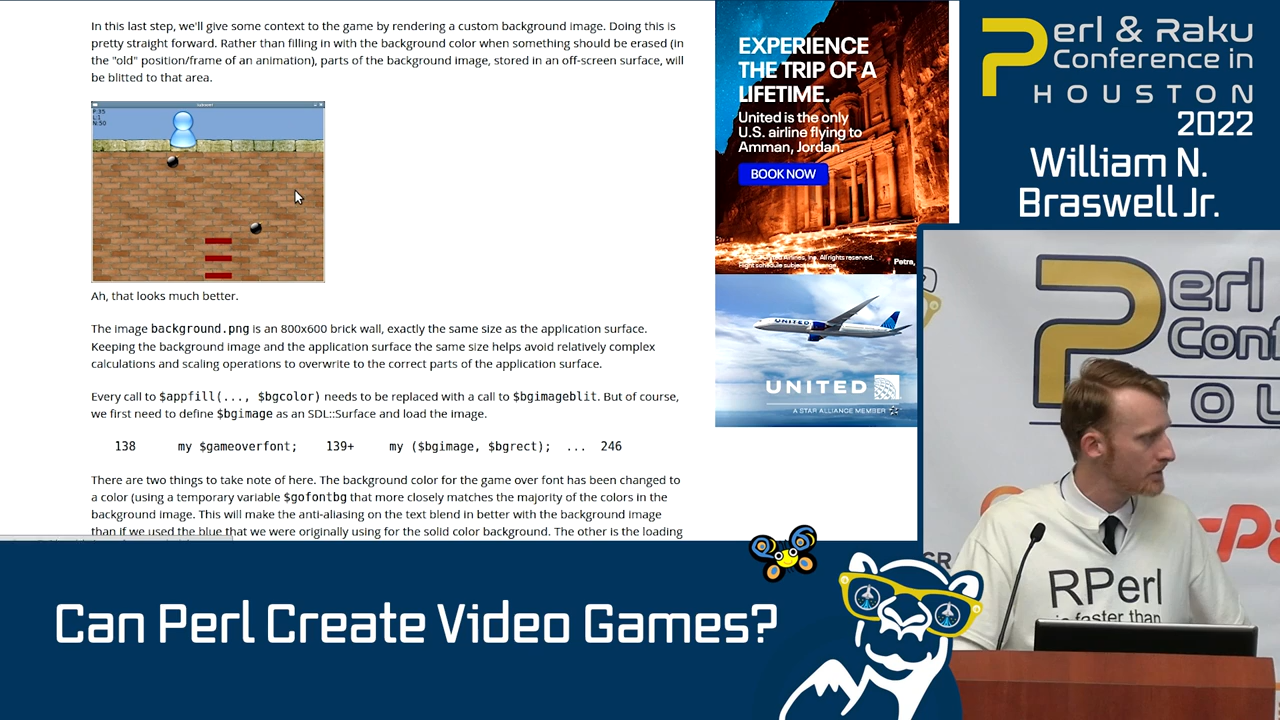 In this last step, we'll give some context to the game by rendering a custom background image. Doing this is
pretty straight forward. Rather than filling in with the background color when something should be erased (in
the "old" position/frame of an animation), parts of the background image, stored in an off-screen surface, will
be blitted to that area.
Ah, that looks much better.
The image background.png is an 800x600 brick wall, exactly the same size as the application surface.
Keeping the background image and the application surface the same size helps avoid relatively complex
calculations and scaling operations to overwrite to the correct parts of the application surface.
Every call to $appfill(..., $bgcolor) needs to be replaced with a call to $bgimageblit. But of course,
we first need to define $bgimage as an SDL::Surface and load the image.
138 my $gameoverfont; 139+ my ($bgimage, $bgrect); ... 246
There are two things to take note of here. The background color for the game over font has been changed to
a color (using a temporary variable $gofontbg that more closely matches the majority of the colors in the
background image. This will make the anti-aliasing on the text blend in better with the background image
than if we used the blue that we were originally using for the solid color background. The other is the loading
EXPERIENCE
THE TRIP OF A
LIFETIME.
United is the only
U.S. airline flying to
Amman, Jordan.
BOOK NOW
Petra,
UNITED
UNITED
A STAR ALLIANCE MEMBER
Perl & Raku
Conference in
HOUSTON
2022
William N.
Braswell Jr.
Perl
Con
HOU
RPerl
is faster than
Can Perl Create Video Games?